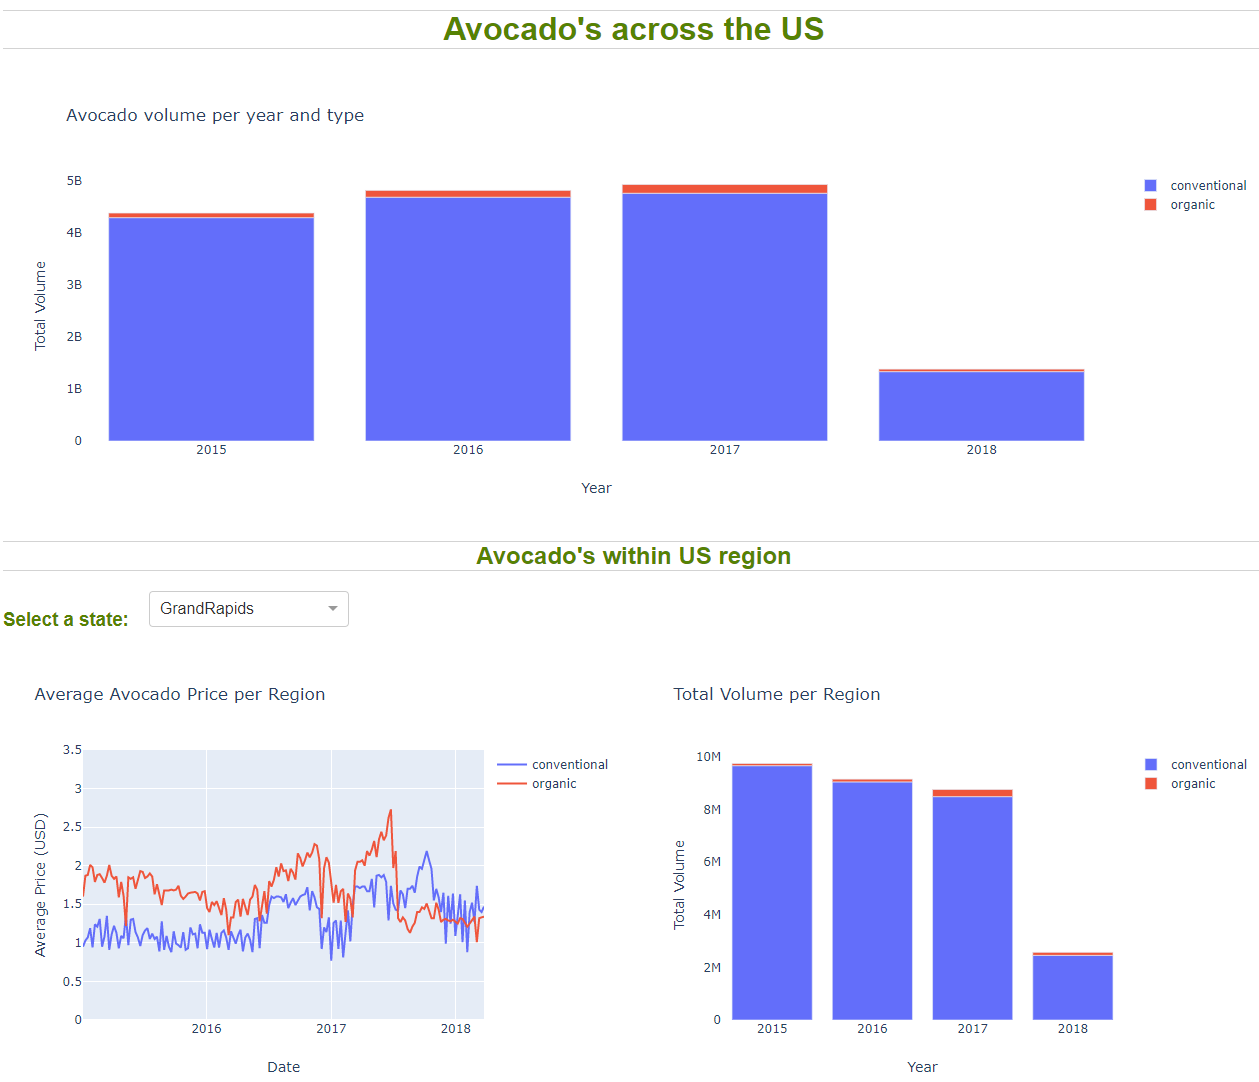 Avocado's across the US
Avocado volume per year and type
5B
4B
3B
2B
1B
0
Total Volume
2015 2016 2017 2018
Year
conventional
organic
Avocado's within US region
Select a state: GrandRapids
Average Avocado Price per Region
3.5
3
2.5
2
1.5
1
0.5
0
Average Price (USD)
2016 2017 2018
Date
conventional
organic
Total Volume per Region
10M
8M
6M
4M
2M
0
Total Volume
2015 2016 2017 2018
Year
conventional
organic